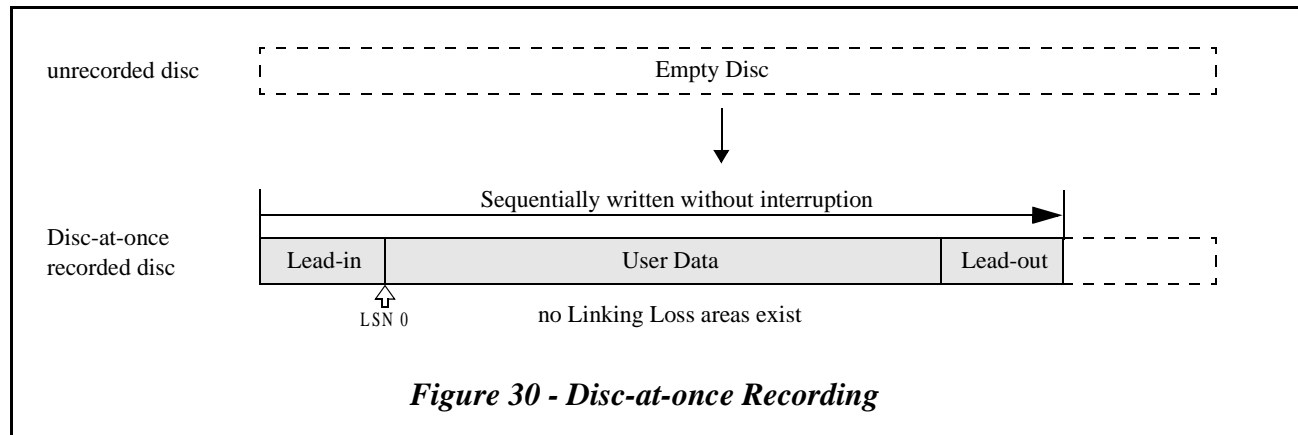 unrecorded disc
Empty Disc
Sequentially written without interruption
Disc-at-once
recorded disc
Lead-in
User Data
Lead-out
LSN 0
no Linking Loss areas exist
Figure 30 - Disc-at-once Recording